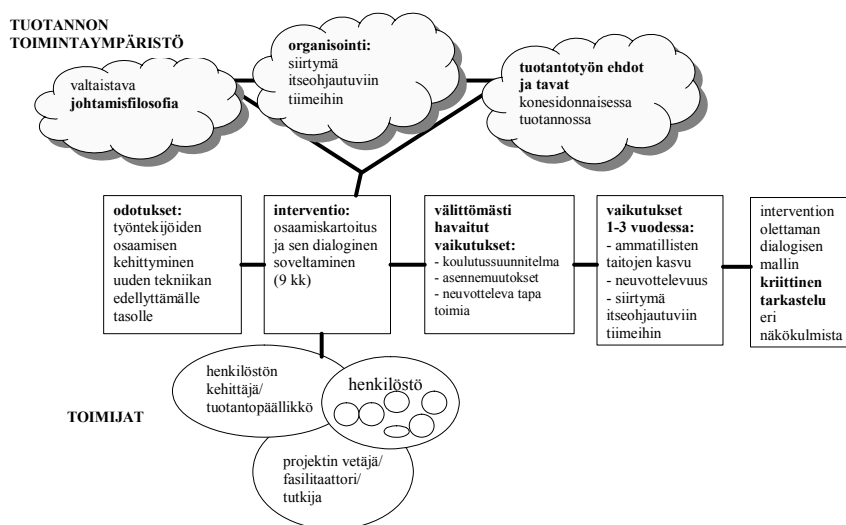 TUOTANNON
TOIMINTAYMPÄRISTÖ
valtaistava
johtamisfilosofia
organisointi:
siirtymä
itseohjautuviin
tiimeihin
tuotantotyön ehdot
ja tavat
konesidonnaisessa
tuotannossa
odotukset:
työntekijöiden
osaamisen
kehittyminen
uuden tekniikan
edellyttämälle
tasolle
interventio:
osaamiskartoitus
ja sen dialoginen
soveltaminen
(9 kk)
välittömästi
havaitut
vaikutukset:
- koulutussuunnitelma
- asennemuutokset
- neuvotteleva tapa
toimia
vaikutukset
1-3 vuodessa:
- ammatillisten
taitojen kasvu
- neuvottelevuus
- siirtymä
itseohjautuviin
tiimeihin
intervention
olettaman
dialogisen
mallin
kriittinen
tarkastelu
eri
näkökulmista
TOIMIJAT
henkilöstön
kehittäjä/
tuotantopäällikkö
henkilöstö
projektin vetäjä/
fasilitaattori/
tutkija